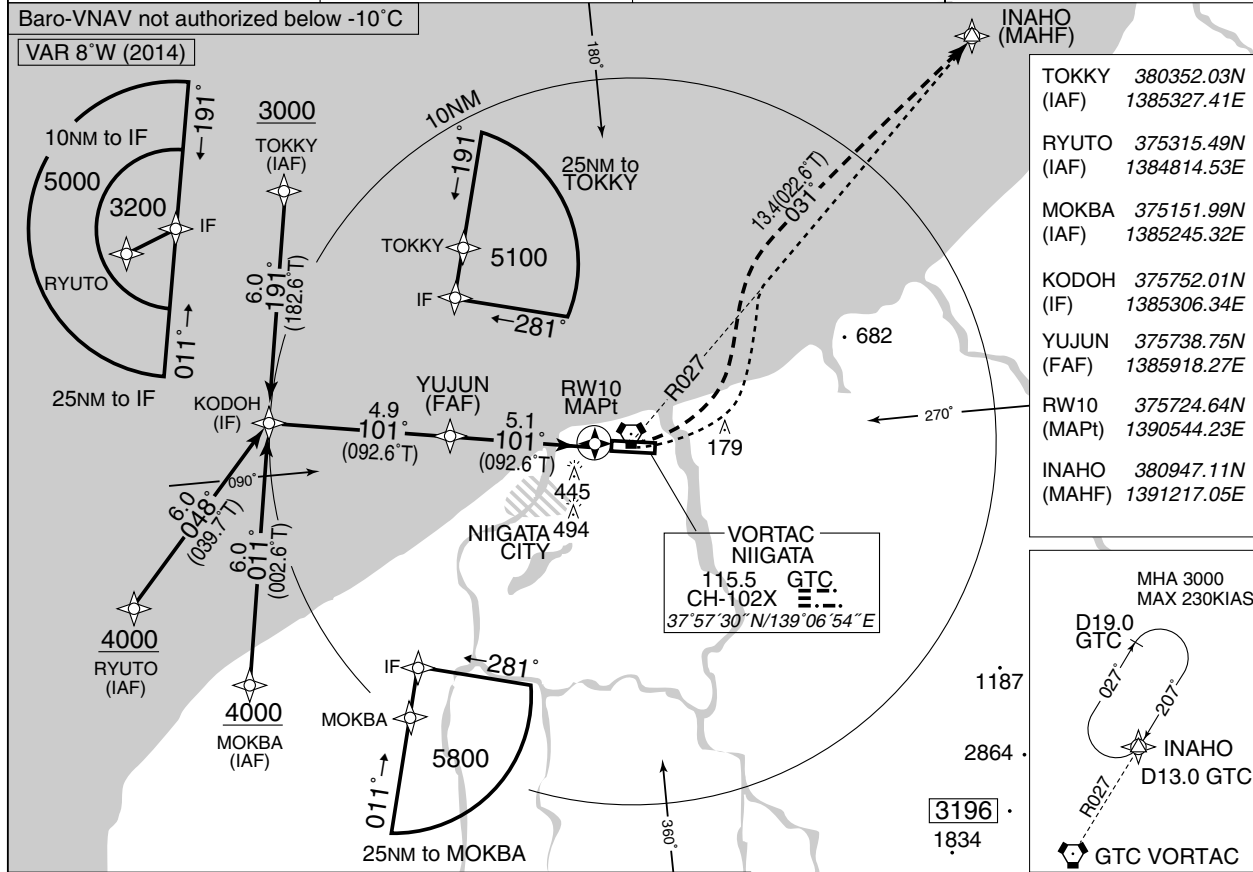 Baro-VNAV not authorized below -10˚C
VAR 8˚W (2014)
INAHO
(MAHF)
180˚
10NM
10NM to IF
5000
3200
IF
RYUTO
191˚
011˚
25NM to IF
3000
TOKKY
(IAF)
6.0
191˚
(182.6˚T)
191˚
25NM to
TOKKY
TOKKY
5100
IF
281˚
13.4(022.6˚T)
031˚
682
R027
270˚
KODOH
(IF)
4.9
101˚
(092.6˚T)
YUJUN
(FAF)
5.1
101˚
(092.6˚T)
RW10
MAPt
179
090˚
445
494
NIIGATA
CITY
6.0
048˚
(039.7˚T)
6.0
011˚
(002.6˚T)
4000
RYUTO
(IAF)
4000
MOKBA
(IAF)
VORTAC
NIIGATA
115.5 GTC
CH-102X
37˚57´30˝N/139˚06´54˝E
IF
281˚
MOKBA
5800
011˚
25NM to MOKBA
360˚
1187
2864
3196
1834
TOKKY 380352.03N
(IAF) 1385327.41E
RYUTO 375315.49N
(IAF) 1384814.53E
MOKBA 375151.99N
(IAF) 1385245.32E
KODOH 375752.01N
(IF) 1385306.34E
YUJUN 375738.75N
(FAF) 1385918.27E
RW10 375724.64N
(MAPt) 1390544.23E
INAHO 380947.11N
(MAHF) 1391217.05E
MHA 3000
MAX 230KIAS
D19.0
GTC
027˚
207˚
INAHO
D13.0 GTC
R027
GTC VORTAC